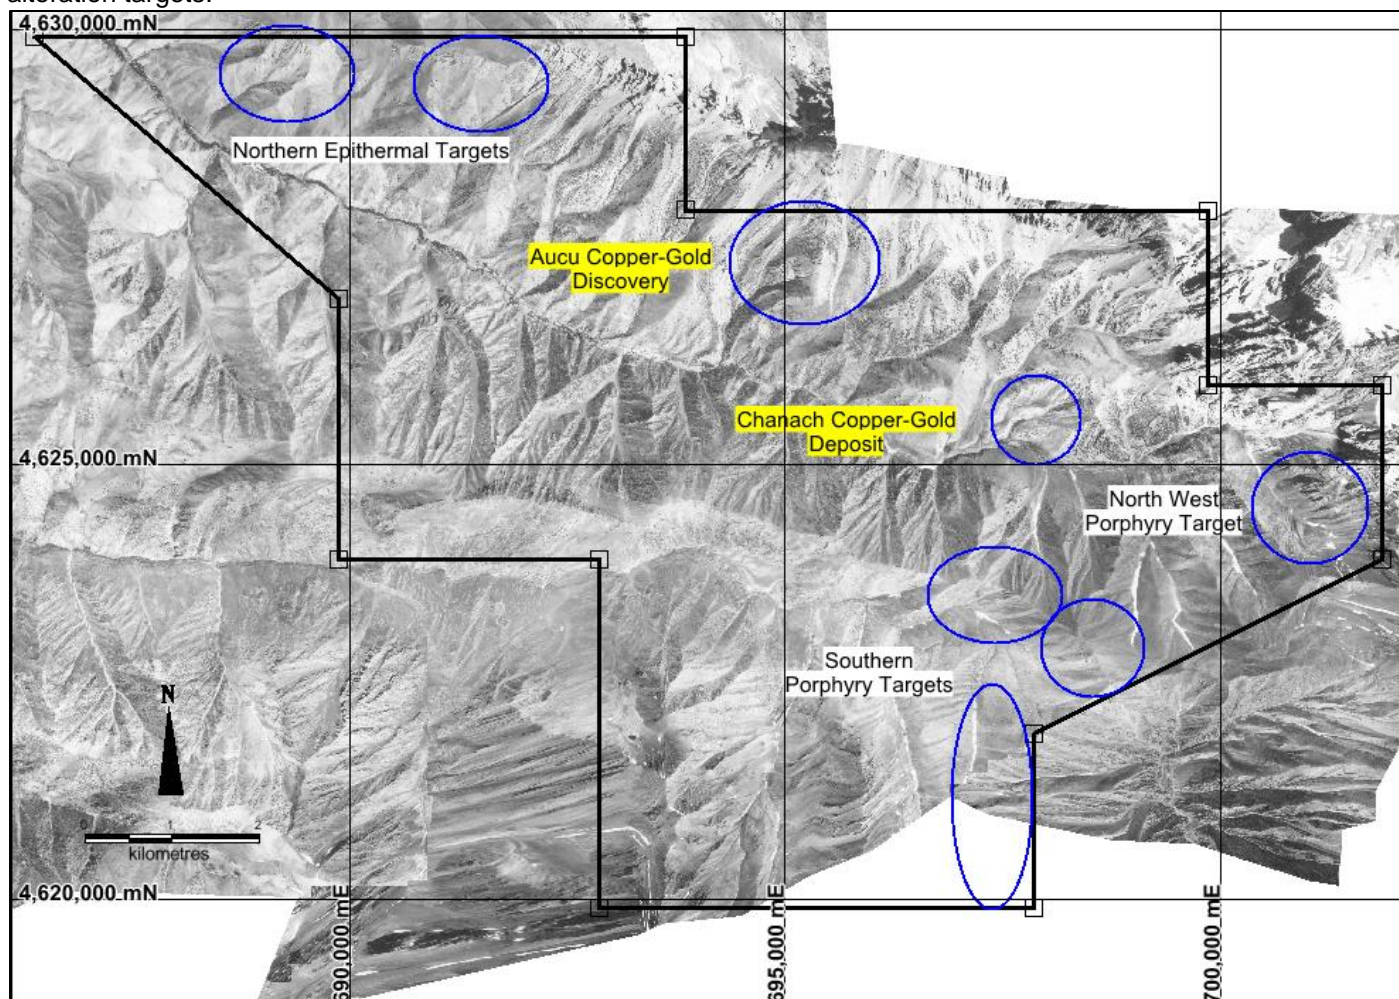 alteration targets.
4,630,000 mN
Northern Epithermal Targets
Aucu Copper-Gold
Discovery
Chanach Copper-Gold
Deposit
4,625,000 mN
North West
Porphyry Target
Southern
Porphyry Targets
N
0 1 2
kilometres
4,620,000 mN
690,000 mE
695,000 mE
700,000 mE